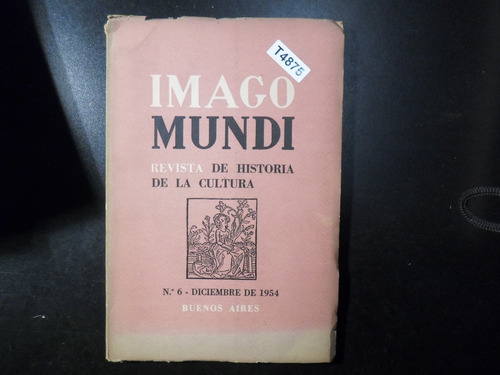 T4875
IMAGO
MUNDI
REVISTA DE HISTORIA
DE LA CULTURA
N.º 6 - DICIEMBRE DE 1954
BUENOS AIRES